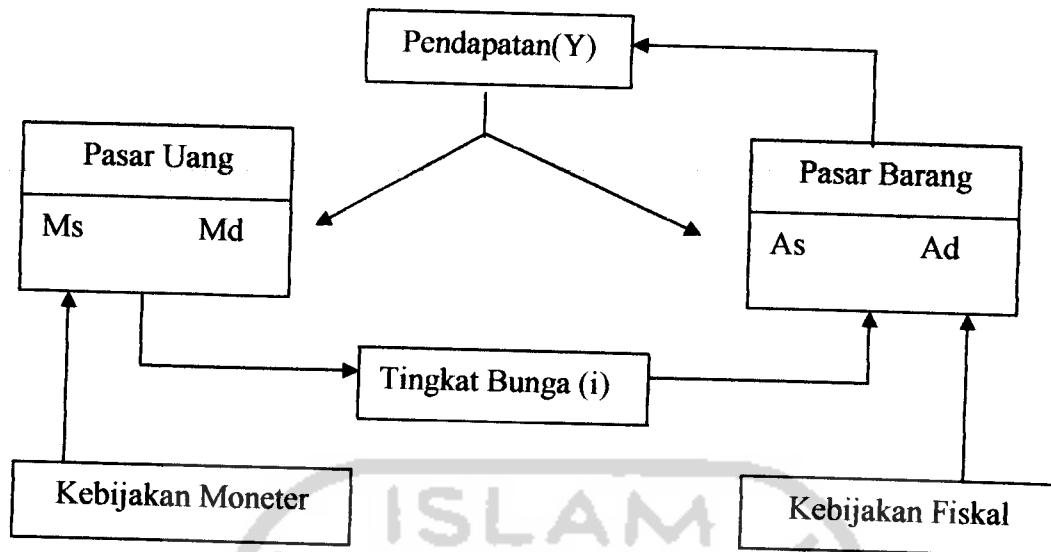 Pendapatan(Y)
Pasar Uang
Ms Md
Pasar Barang
As Ad
Tingkat Bunga (i)
Kebijakan Moneter
Kebijakan Fiskal
ISLAM